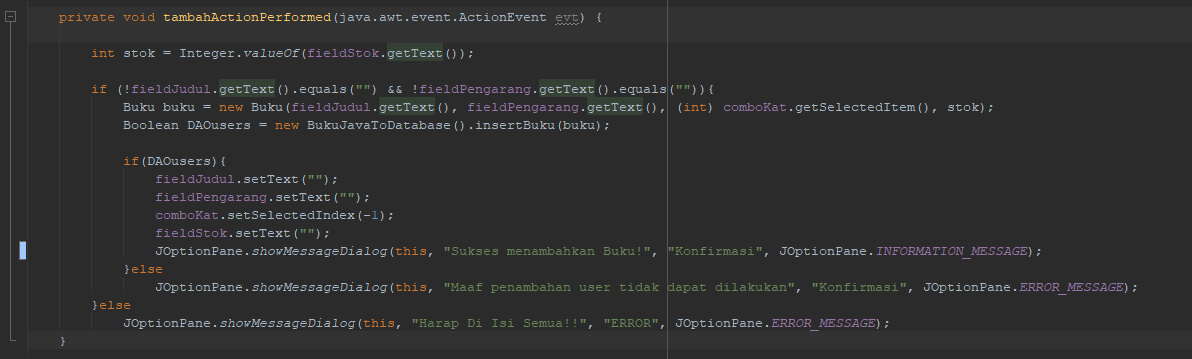 private void tambahActionPerformed(java.awt.event.ActionEvent evt) {
int stok = Integer.valueOf(fieldStok.getText());
if (!fieldJudul.getText().equals("") && !fieldPengarang.getText().equals("")){
Buku buku = new Buku(fieldJudul.getText(), fieldPengarang.getText(), (int) comboKat.getSelectedItem(), stok);
Boolean DAOusers = new BukuJavaToDatabase().insertBuku(buku);
if(DAOusers){
fieldJudul.setText("");
fieldPengarang.setText("");
comboKat.setSelectedIndex(-1);
fieldStok.setText("");
JOptionPane.showMessageDialog(this, "Sukses menambahkan Buku!", "Konfirmasi", JOptionPane.INFORMATION_MESSAGE);
}else
JOptionPane.showMessageDialog(this, "Maaf penambahan user tidak dapat dilakukan", "Konfirmasi", JOptionPane.ERROR_MESSAGE);
}else
JOptionPane.showMessageDialog(this, "Harap Di Isi Semua!!", "ERROR", JOptionPane.ERROR_MESSAGE);
}